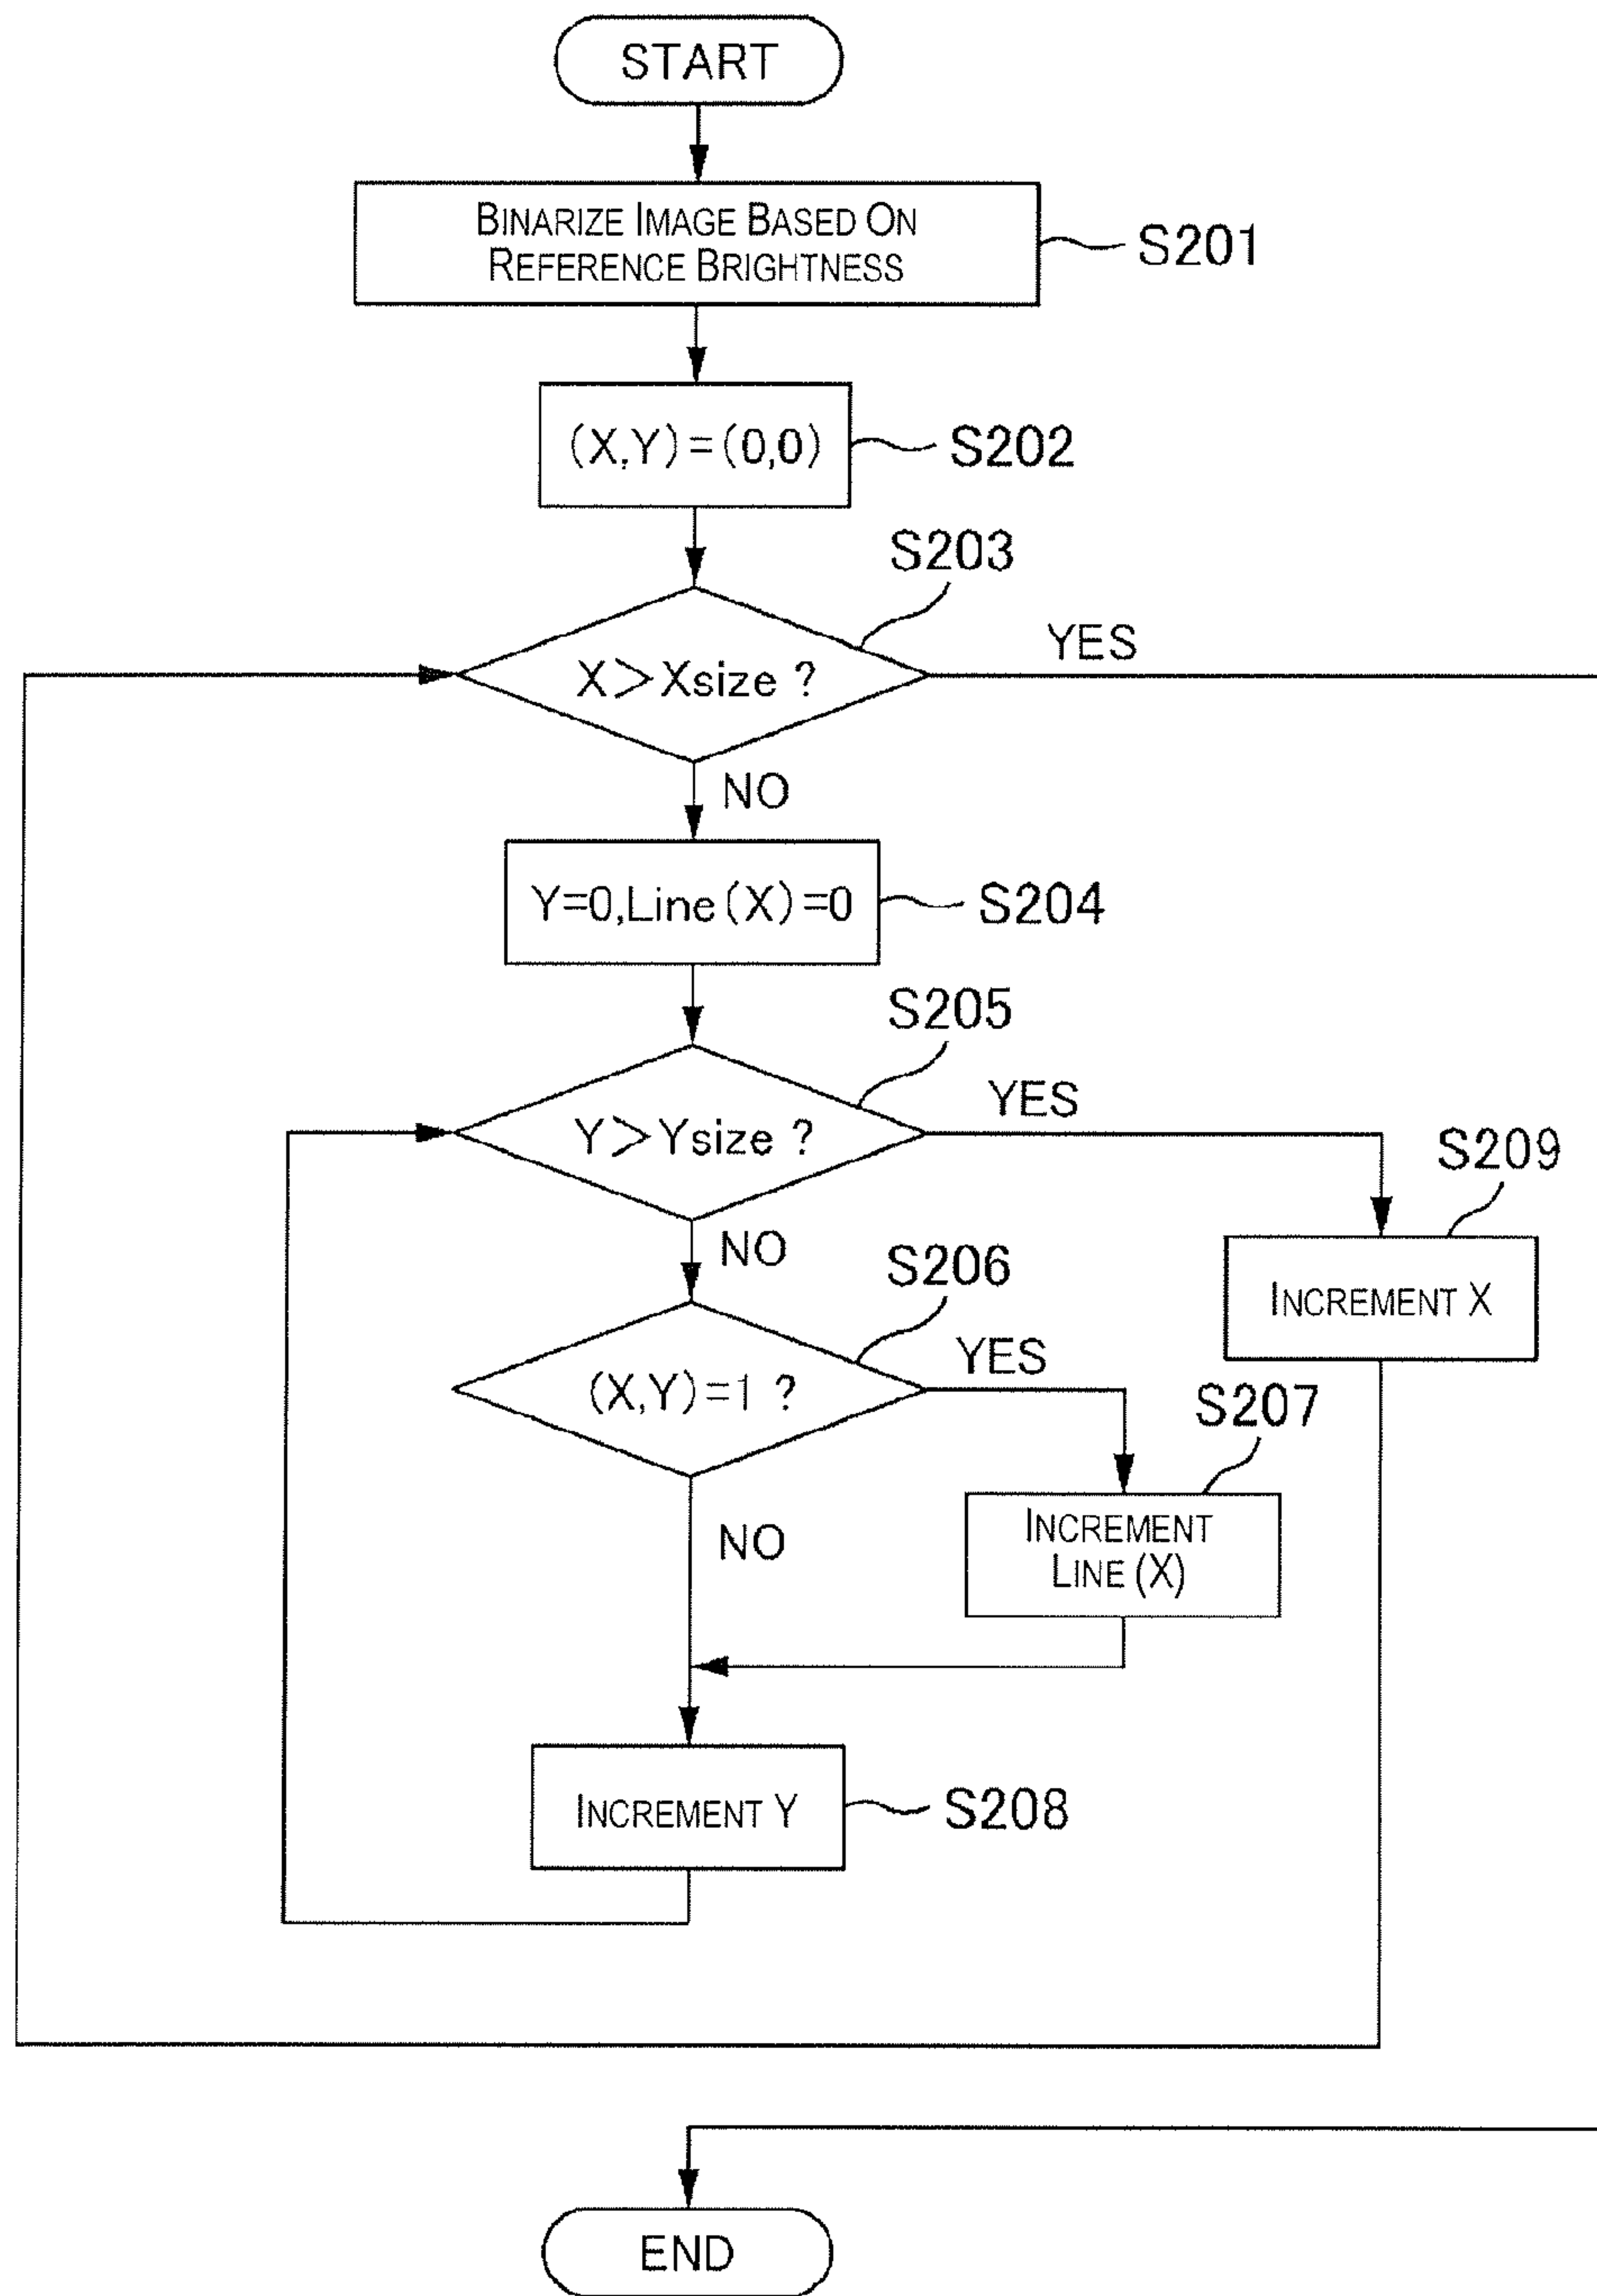 START
BINARIZE IMAGE BASED ON
REFERENCE BRIGHTNESS
S201
(X,Y)=(0,0)
S202
S203
X>Xsize ?
YES
NO
Y=0,Line(X)=0
S204
S205
Y>Ysize ?
YES
S209
NO
INCREMENT X
S206
(X,Y)=1 ?
YES
S207
NO
INCREMENT
LINE (X)
INCREMENT Y
S208
END